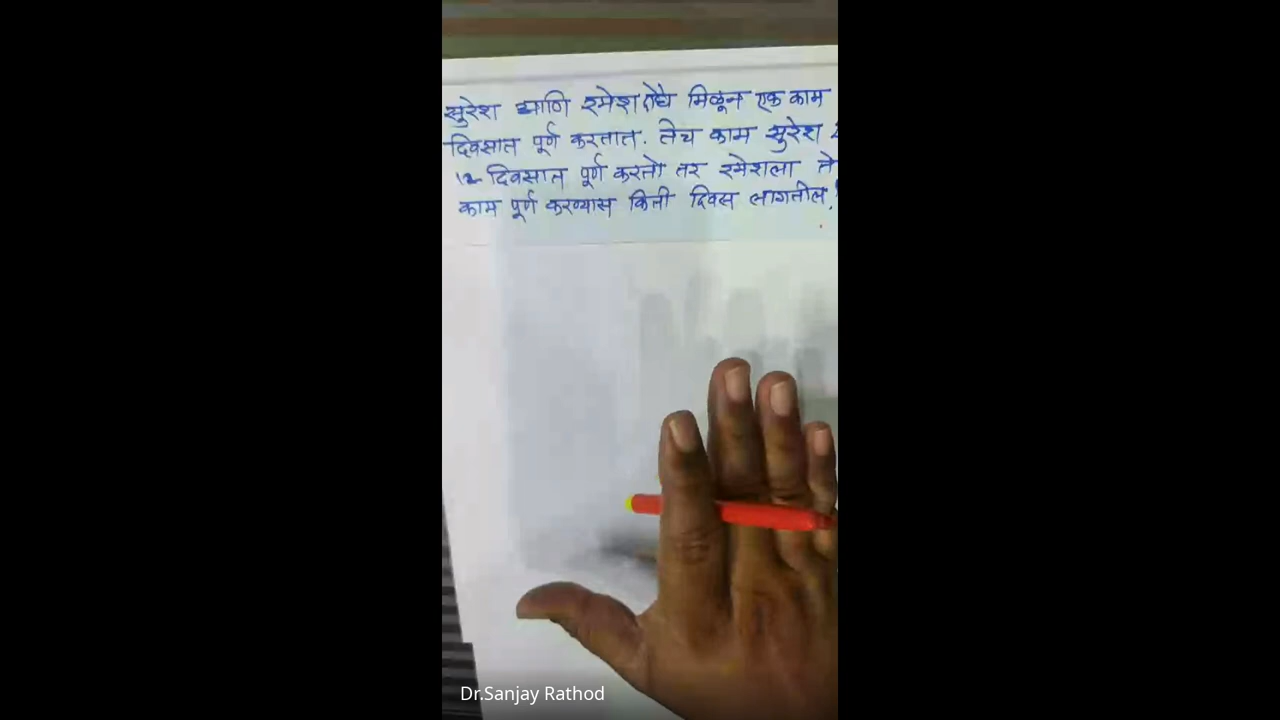 सुरेश आणि रमेश दोघे मिळून एक काम
दिवसात पूर्ण करतात. तेच काम सुरेश
12 दिवसात पूर्ण करतो तर रमेशला ते
काम पूर्ण करण्यास किती दिवस लागतील.
Dr.Sanjay Rathod